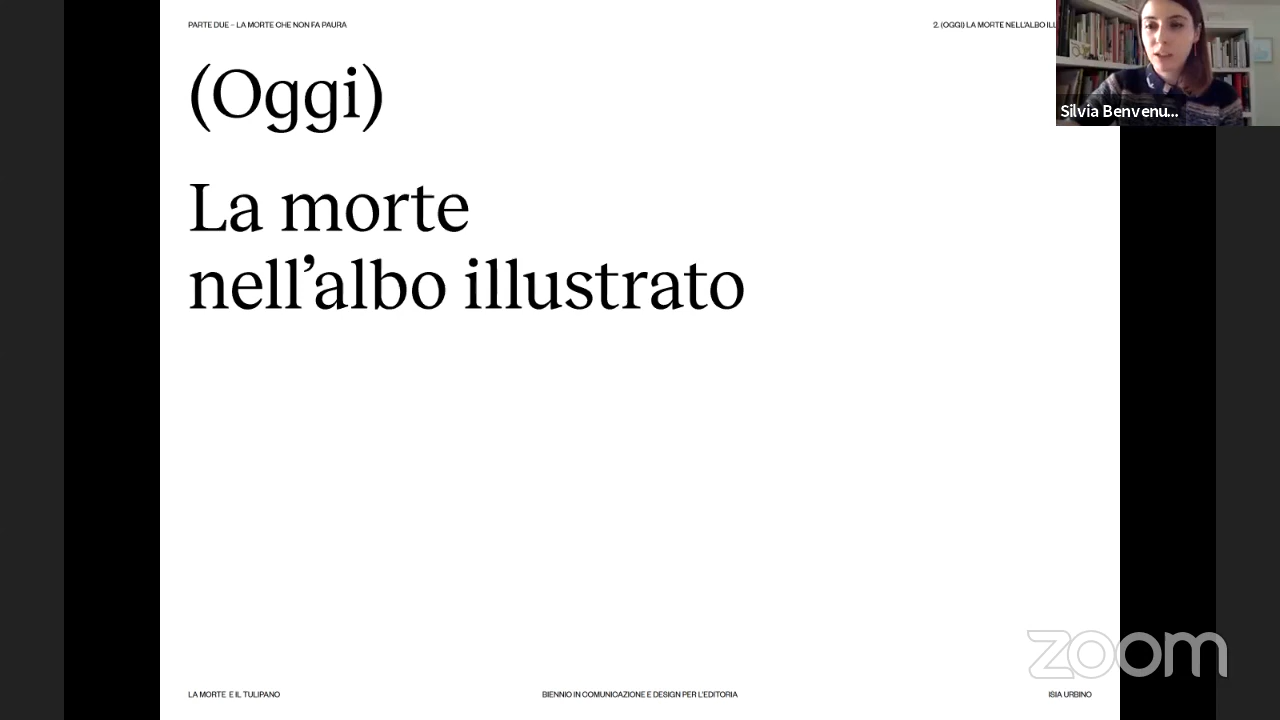 PARTE DUE – LA MORTE CHE NON FA PAURA
2. (OGGI) LA MORTE NELL'ALBO
(Oggi)
La morte
nell’albo illustrato
Silvia Benvenu...
zoom
LA MORTE E IL TULIPANO
BIENNIO IN COMUNICAZIONE E DESIGN PER L'EDITORIA
ISIA URBINO